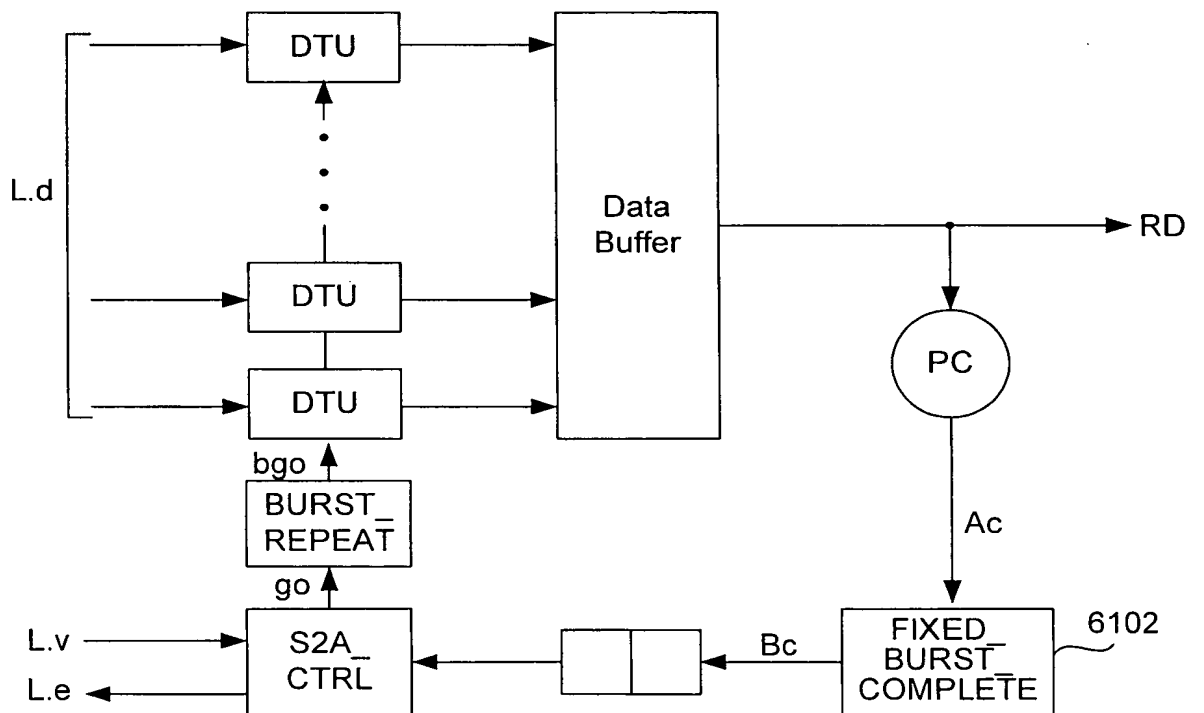 DTU
L.d
Data
Buffer
RD
DTU
PC
DTU
bgo
BURST_
REPEAT
Ac
go
L.v
S2A_
CTRL
Bc
FIXED_
BURST_
COMPLETE
6102
L.e